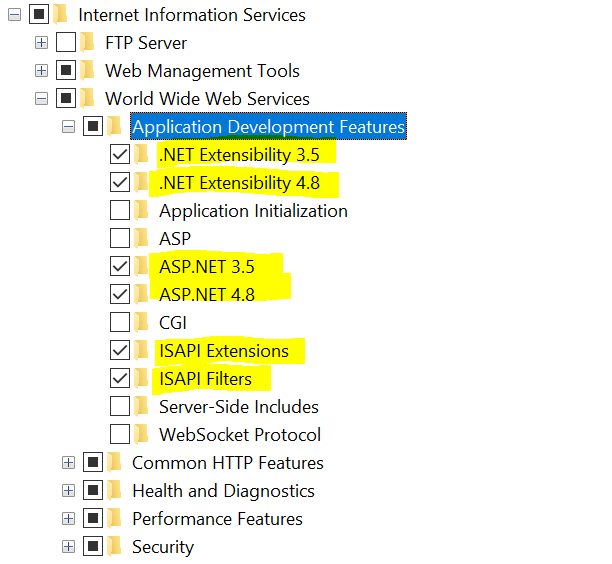 Internet Information Services
FTP Server
Web Management Tools
World Wide Web Services
Application Development Features
.NET Extensibility 3.5
.NET Extensibility 4.8
Application Initialization
ASP
ASP.NET 3.5
ASP.NET 4.8
CGI
ISAPI Extensions
ISAPI Filters
Server-Side Includes
WebSocket Protocol
Common HTTP Features
Health and Diagnostics
Performance Features
Security